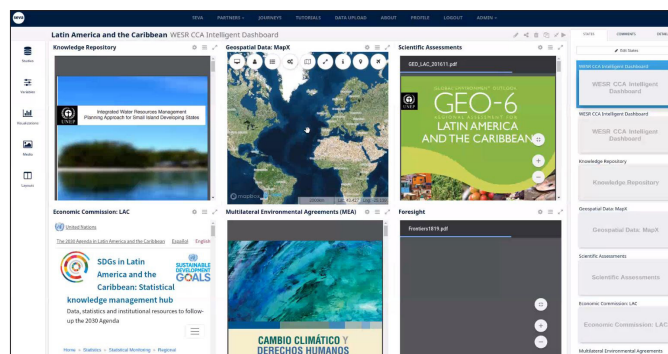 SEVA
PARTNERS
JOURNEYS
TUTORIALS
DATA UPLOAD
ABOUT
PROFILE
LOGOUT
ADMIN
Latin America and the Caribbean WESR CCA Intelligent Dashboard
STATES
COMMENTS
Edit States
Studies
Variables
Visualizations
Media
Layouts
Knowledge Repository
UNEP
Integrated Water Resources Management
Planning Approach for Small Island Developing States
Geospatial Data: MapX
mapbox
Scientific Assessments
GEO_LAC_201611.pdf
GEO-6
LATIN AMERICA
AND THE CARIBBEAN
Economic Commission: LAC
United Nations
The 2030 Agenda in Latin America and the Caribbean
Español
English
SDGs in Latin
America and the
Caribbean: Statistical
knowledge management hub
SUSTAINABLE
DEVELOPMENT
GOALS
Data, statistics and institutional resources to follow-
up the 2030 Agenda
Home
Statistics
Statistical Monitoring
Regional
Multilateral Environmental Agreements (MEA)
CAMBIO CLIMÁTICO Y
DERECHOS HUMANOS
Foresight
Frontiers1819.pdf
WESR CCA Intelligent Dashboard
WESR CCA Intelligent
Dashboard
WESR CCA Intelligent Dashboard
WESR CCA Intelligent
Dashboard
Knowledge Repository
Knowledge Repository
Geospatial Data: MapX
Geospatial Data: MapX
Scientific Assessments
Scientific Assessments
Economic Commission: LAC
Economic Commission: LAC
Multilateral Environmental Agreements